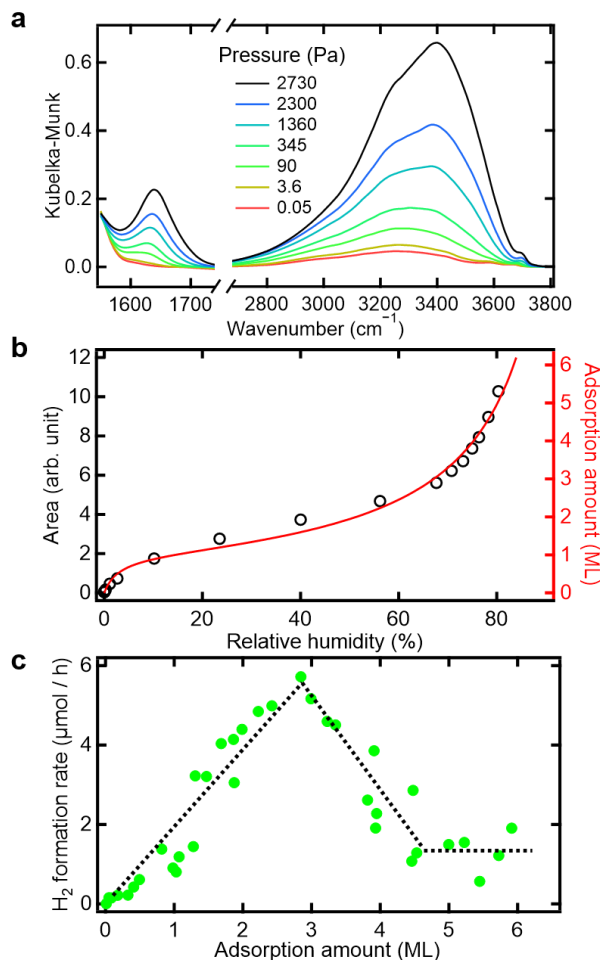 a
Pressure (Pa)
2730
2300
1360
345
90
3.6
0.05
Kubelka-Munk
0.6
0.4
0.2
0.0
1600 1700 2800 3000 3200 3400 3600 3800
Wavenumber (cm⁻¹)
b
Area (arb. unit)
12
10
8
6
4
2
0
Adsorption amount (ML)
6
5
4
3
2
1
0
0 20 40 60 80
Relative humidity (%)
c
H₂ formation rate (μmol / h)
6
4
2
0
0 1 2 3 4 5 6
Adsorption amount (ML)